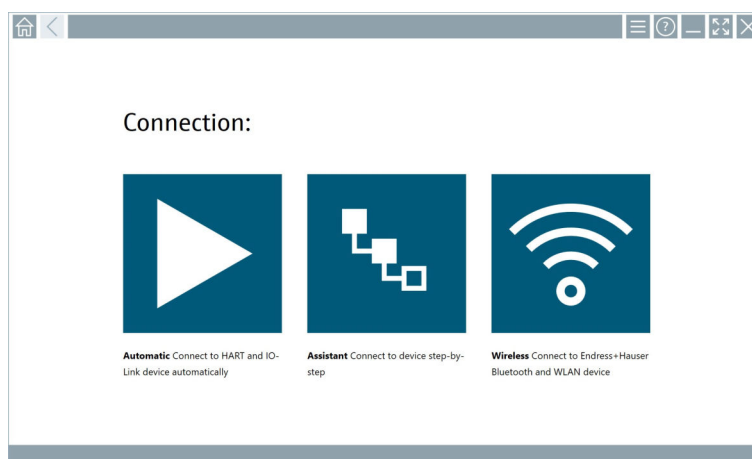 Connection:
Automatic Connect to HART and IO-
Link device automatically
Assistant Connect to device step-by-
step
Wireless Connect to Endress+Hauser
Bluetooth and WLAN device